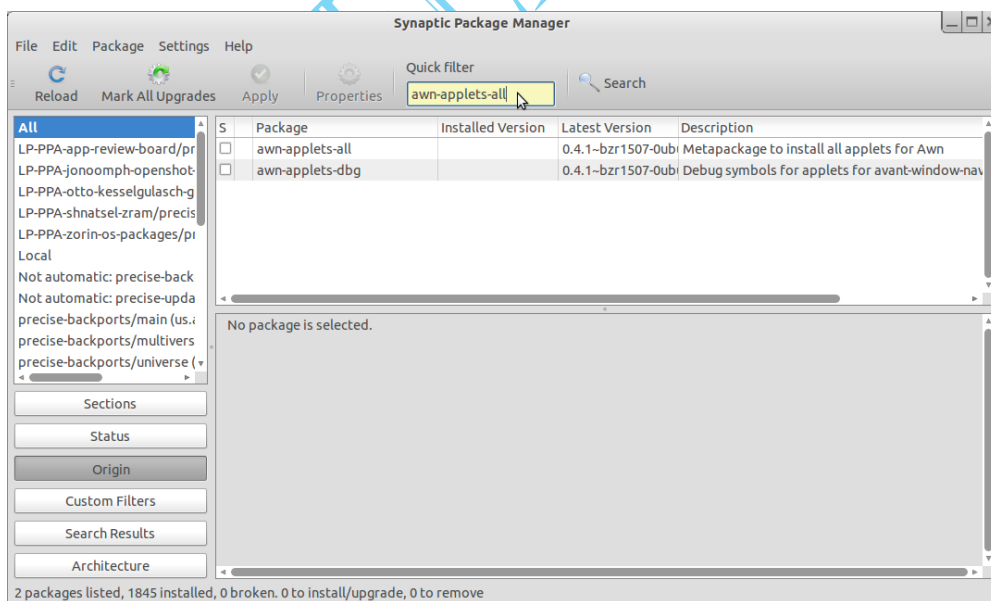 Synaptic Package Manager
File Edit Package Settings Help
Reload Mark All Upgrades Apply Properties Quick filter Search
awn-applets-all
All
LP-PPA-app-review-board/pr
LP-PPA-jonoomph-openshot-
LP-PPA-otto-kesselgulasch-g
LP-PPA-shnatsel-zram/precis
LP-PPA-zorin-os-packages/pr
Local
Not automatic: precise-back
Not automatic: precise-upda
precise-backports/main (us.a
precise-backports/multivers
precise-backports/universe (
Sections
Status
Origin
Custom Filters
Search Results
Architecture
S Package Installed Version Latest Version Description
awn-applets-all 0.4.1~bzr1507-0ub Metapackage to install all applets for Awn
awn-applets-dbg 0.4.1~bzr1507-0ub Debug symbols for applets for avant-window-nav
No package is selected.
2 packages listed, 1845 installed, 0 broken. 0 to install/upgrade, 0 to remove